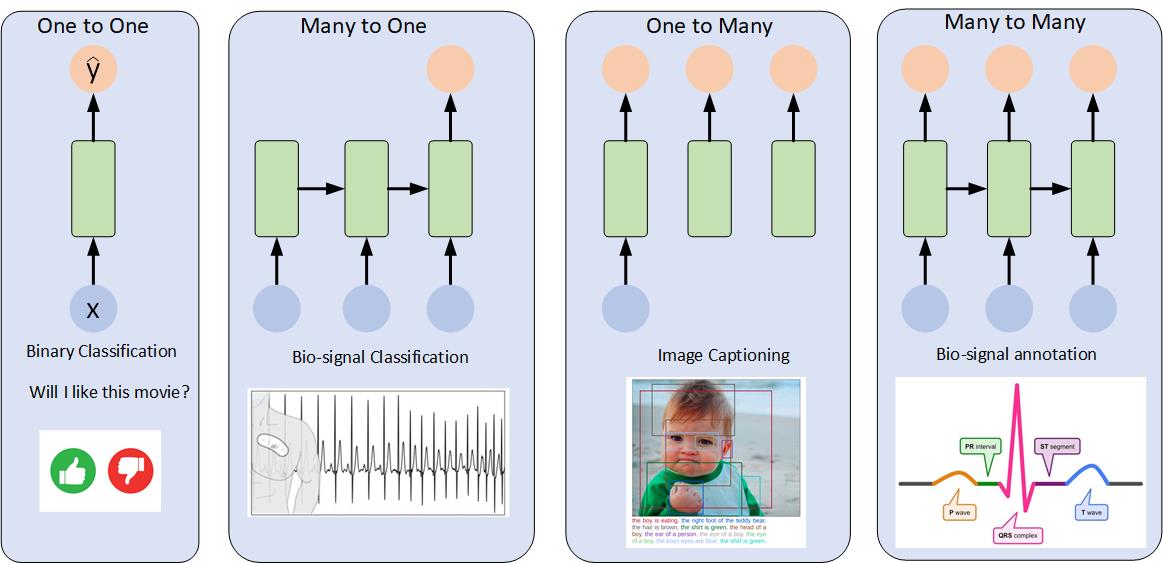 One to One
ŷ
x
Binary Classification
Will I like this movie?
Many to One
Bio-signal Classification
One to Many
Image Captioning
the boy is eating. the right foot of the teddy bear.
the hair is brown. the shirt is green. the head of a
boy. the ear of a person. the eye of a boy. the eye
of a boy. the boys eyes are blue. the shirt is green.
Many to Many
Bio-signal annotation
PR interval
ST segment
P wave
T wave
QRS complex